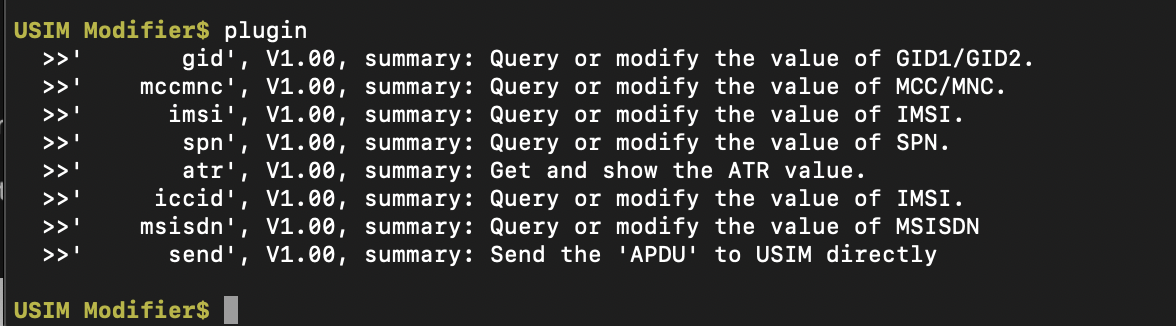 USIM Modifier$ plugin
>>'       gid', V1.00, summary: Query or modify the value of GID1/GID2.
>>'    mccmnc', V1.00, summary: Query or modify the value of MCC/MNC.
>>'      imsi', V1.00, summary: Query or modify the value of IMSI.
>>'       spn', V1.00, summary: Query or modify the value of SPN.
>>'       atr', V1.00, summary: Get and show the ATR value.
>>'     iccid', V1.00, summary: Query or modify the value of IMSI.
>>'    msisdn', V1.00, summary: Query or modify the value of MSISDN
>>'      send', V1.00, summary: Send the 'APDU' to USIM directly
USIM Modifier$